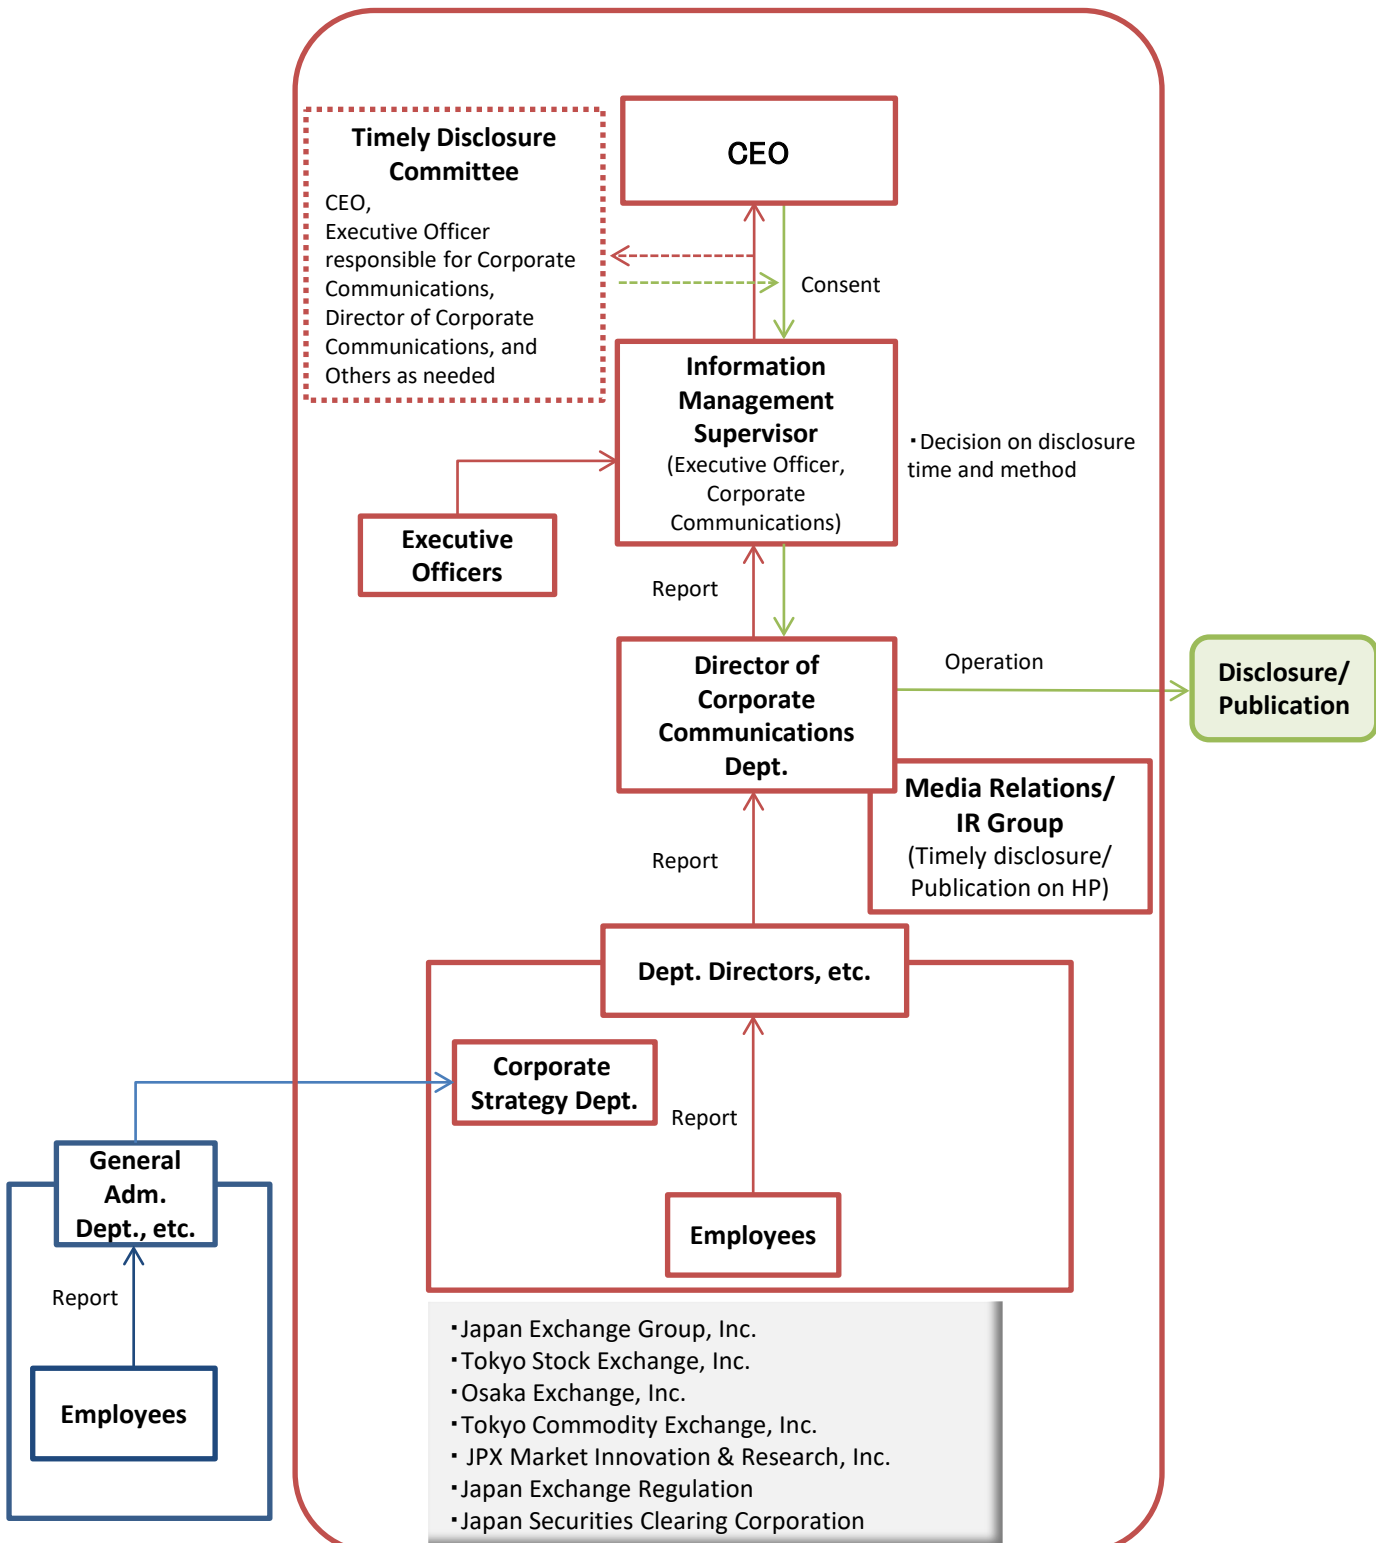 Timely Disclosure
Committee
CEO,
Executive Officer
responsible for Corporate
Communications,
Director of Corporate
Communications, and
Others as needed
CEO
Consent
Information
Management
Supervisor
(Executive Officer,
Corporate
Communications)
・Decision on disclosure
time and method
Executive
Officers
Report
Director of
Corporate
Communications
Dept.
Operation
Disclosure/
Publication
Media Relations/
IR Group
(Timely disclosure/
Publication on HP)
Report
Dept. Directors, etc.
Corporate
Strategy Dept.
Report
Employees
General
Adm.
Dept., etc.
Report
Employees
・Japan Exchange Group, Inc.
・Tokyo Stock Exchange, Inc.
・Osaka Exchange, Inc.
・Tokyo Commodity Exchange, Inc.
・ JPX Market Innovation & Research, Inc.
・Japan Exchange Regulation
・Japan Securities Clearing Corporation